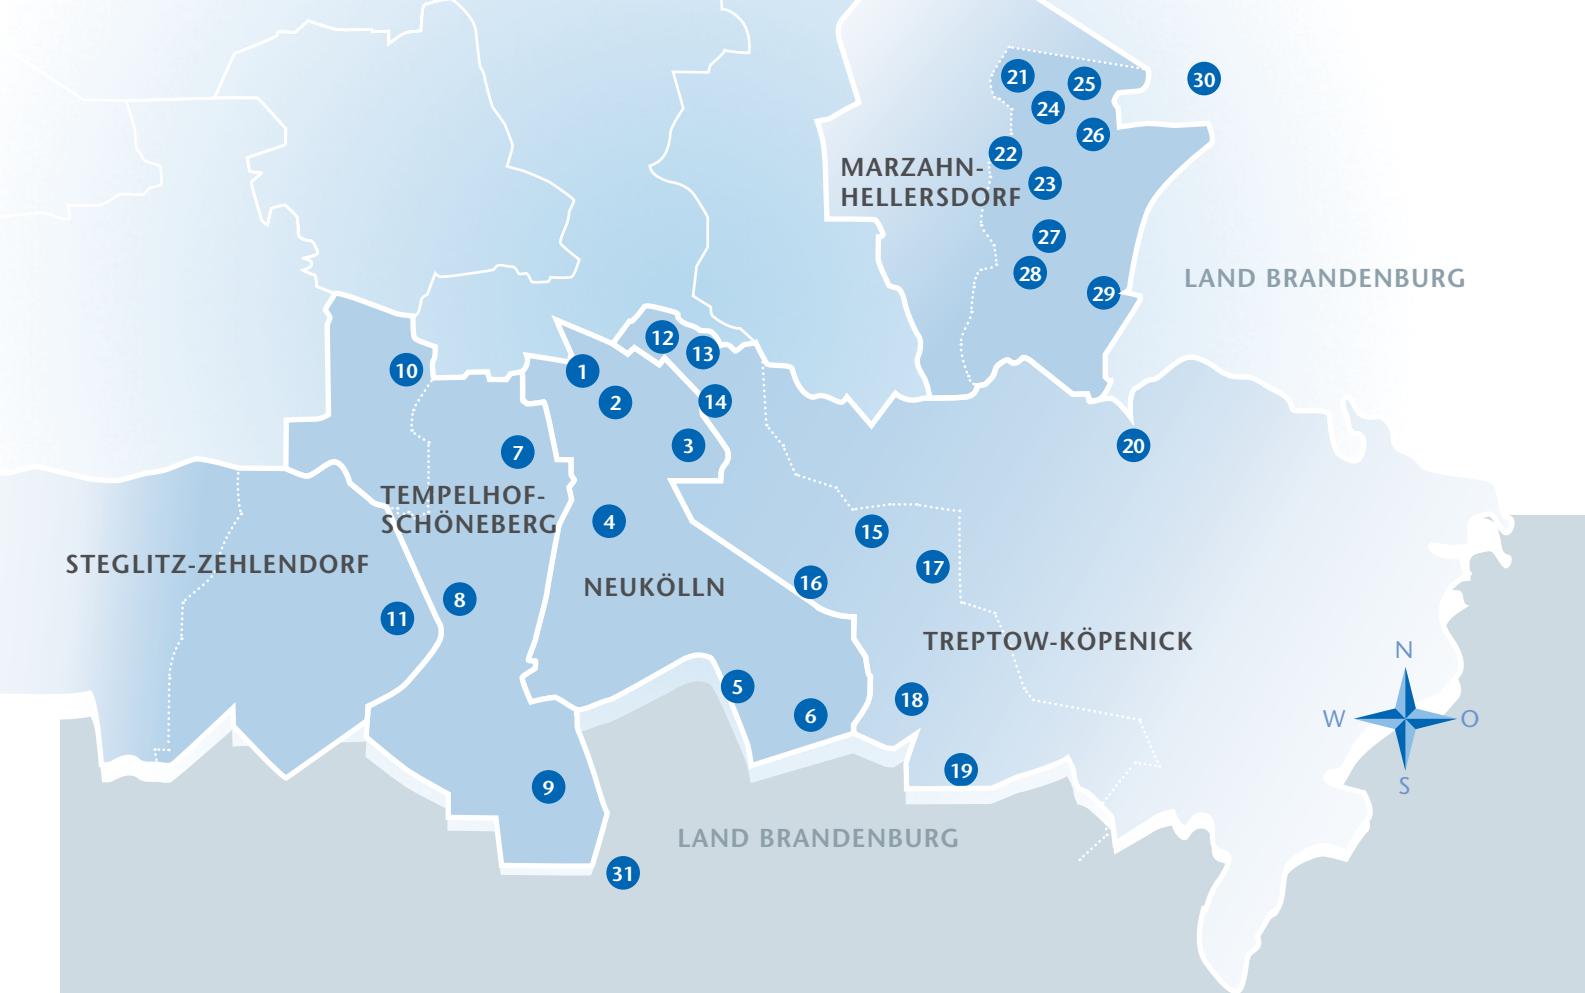 21
25
30
24
26
22
MARZAHN-
HELLERSDORF
23
27
28
29
LAND BRANDENBURG
12
13
10
1
2
14
3
7
20
TEMPELHOF-
SCHÖNEBERG
4
15
STEGLITZ-ZEHLENDORF
17
16
NEUKÖLLN
8
11
TREPTOW-KÖPENICK
N
W
O
S
5
18
6
19
9
LAND BRANDENBURG
31